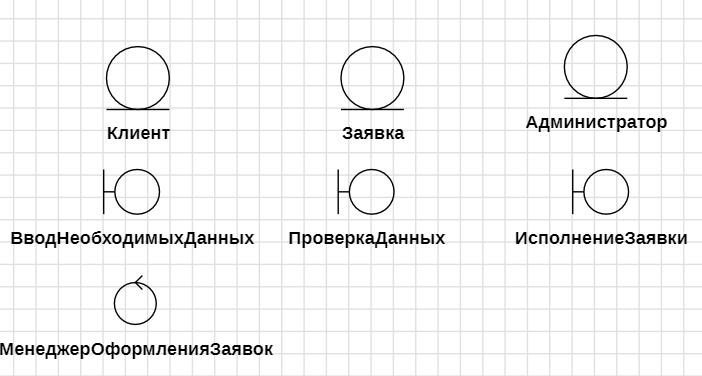 Клиент
Заявка
Администратор
ВводНеобходимыхДанных
ПроверкаДанных
ИсполнениеЗаявки
МенеджерОформленияЗаявок